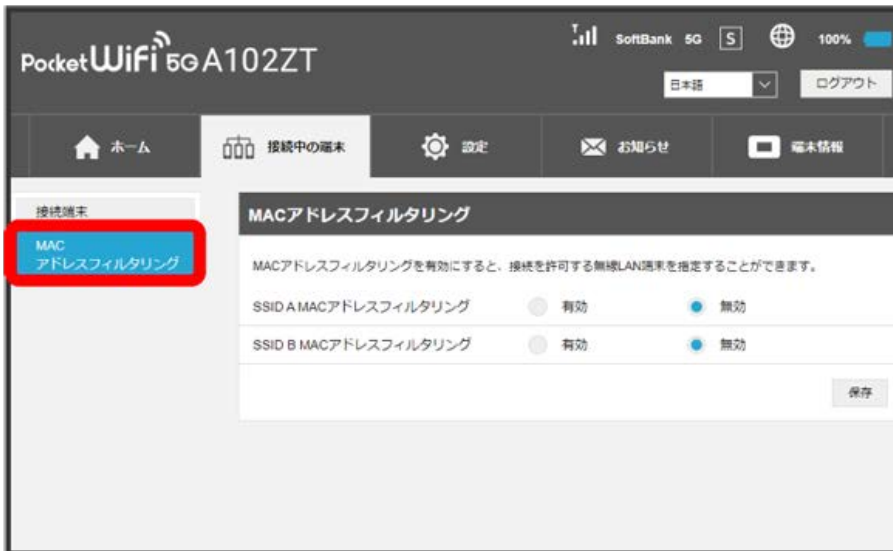 PocketWiFi 5G A102ZT
SoftBank 5G S 100%
日本語 ログアウト
ホーム 接続中の端末 設定 お知らせ 端末情報
接続端末
MAC
アドレスフィルタリング
MACアドレスフィルタリング
MACアドレスフィルタリングを有効にすると、接続を許可する無線LAN端末を指定することができます。
SSID A MACアドレスフィルタリング 有効 無効
SSID B MACアドレスフィルタリング 有効 無効
保存